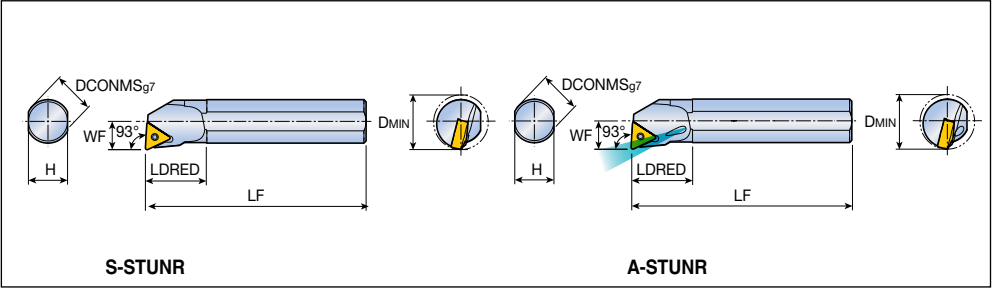 DCONMSg7
WF
93°
DMIN
H
LDRED
LF
S-STUNR
DCONMSg7
WF
93°
DMIN
H
LDRED
LF
A-STUNR